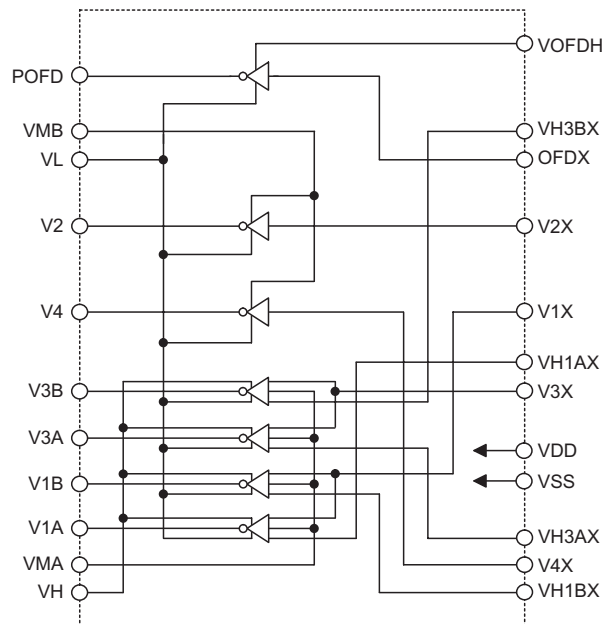 POFD
VMB
VL
V2
V4
V3B
V3A
V1B
V1A
VMA
VH
VOFDH
VH3BX
OFDX
V2X
V1X
VH1AX
V3X
VDD
VSS
VH3AX
V4X
VH1BX